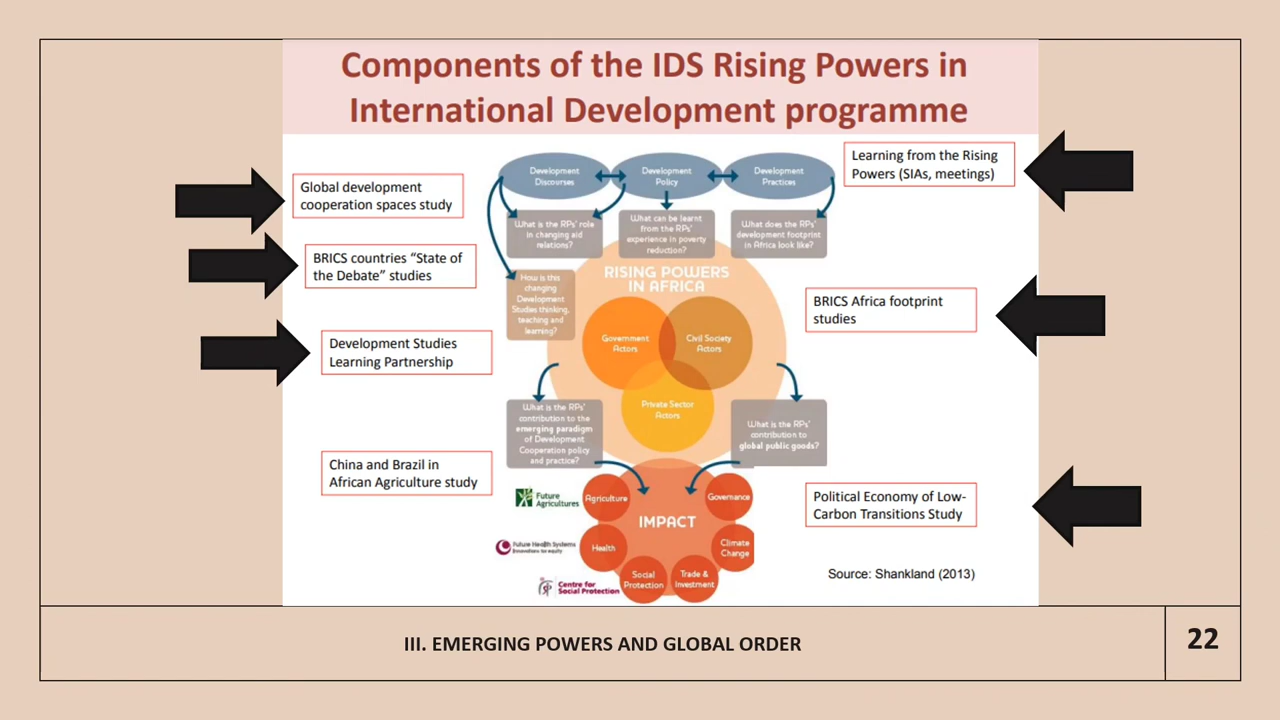 Components of the IDS Rising Powers in
International Development programme
Global development
cooperation spaces study
BRICS countries “State of
the Debate” studies
Development Studies
Learning Partnership
China and Brazil in
African Agriculture study
Development
Discourses
Development
Policy
Development
Practices
What is the RPs’ role
in changing aid
relations?
What can be learnt
from the RPs’
experience in poverty
reduction?
What does the RPs’
development footprint
in Africa look like?
How is this
changing
Development
Studies thinking,
teaching and
learning?
RISING POWERS
IN AFRICA
Government
Actors
Civil Society
Actors
Private Sector
Actors
What is the RPs’
contribution to the
emerging paradigm
of Development
Cooperation policy
and practice?
What is the RPs’
contribution to
global public goods?
IMPACT
Agriculture
Governance
Health
Climate
Change
Social
Protection
Trade &
Investment
Future
Agricultures
Future Health Systems
Innovations for equity
Centre for
Social Protection
Learning from the Rising
Powers (SIAs, meetings)
BRICS Africa footprint
studies
Political Economy of Low-
Carbon Transitions Study
Source: Shankland (2013)
III. EMERGING POWERS AND GLOBAL ORDER
22